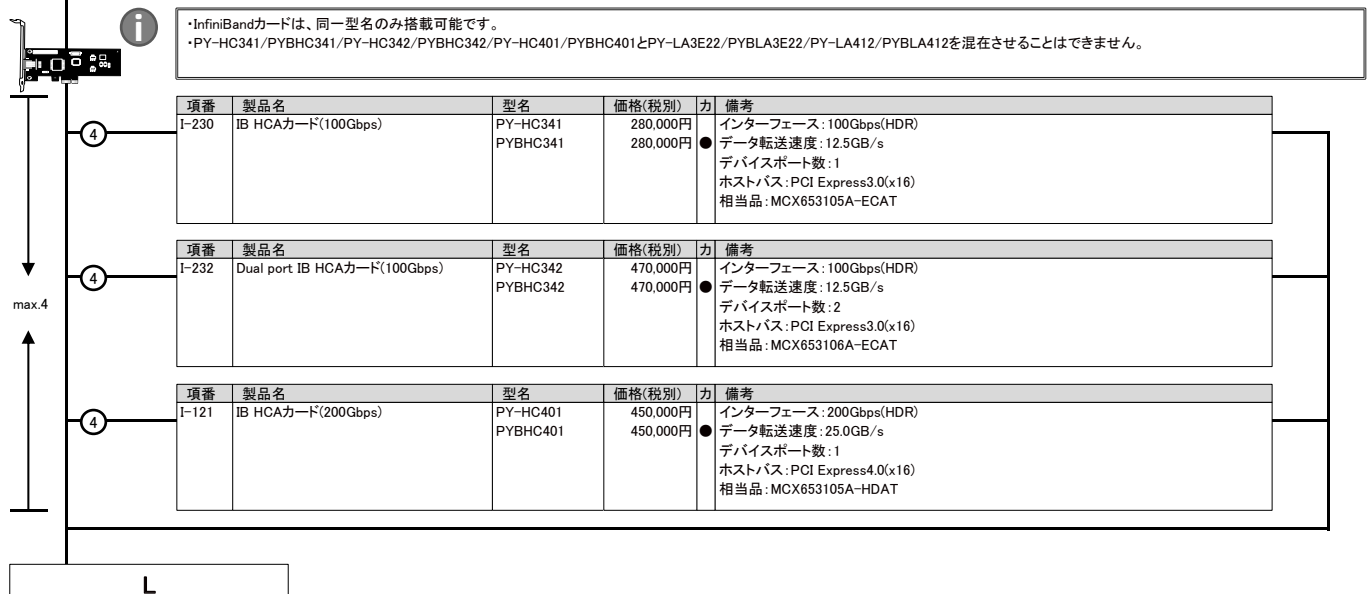 i
・InfiniBandカードは、同一型名のみ搭載可能です。
・PY-HC341/PYBHC341/PY-HC342/PYBHC342/PY-HC401/PYBHC401とPY-LA3E22/PYBLA3E22/PY-LA412/PYBLA412を混在させることはできません。
項番 製品名 型名 価格(税別) カ 備考
4 I-230 IB HCAカード(100Gbps) PY-HC341 280,000円 インターフェース:100Gbps(HDR)
PYBHC341 280,000円 ● データ転送速度:12.5GB/s
デバイスポート数:1
ホストバス:PCI Express3.0(x16)
相当品:MCX653105A-ECAT
項番 製品名 型名 価格(税別) カ 備考
4 I-232 Dual port IB HCAカード(100Gbps) PY-HC342 470,000円 インターフェース:100Gbps(HDR)
PYBHC342 470,000円 ● データ転送速度:12.5GB/s
max.4
デバイスポート数:2
ホストバス:PCI Express3.0(x16)
相当品:MCX653106A-ECAT
項番 製品名 型名 価格(税別) カ 備考
4 I-121 IB HCAカード(200Gbps) PY-HC401 450,000円 インターフェース:200Gbps(HDR)
PYBHC401 450,000円 ● データ転送速度:25.0GB/s
デバイスポート数:1
ホストバス:PCI Express4.0(x16)
相当品:MCX653105A-HDAT
L